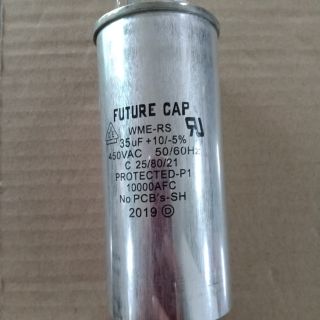 FUTURE CAP
WME-RS
35uF +10/-5%
450VAC 50/60Hz
C 25/80/21
PROTECTED-P1
10000AFC
No PCB's-SH
2019 D